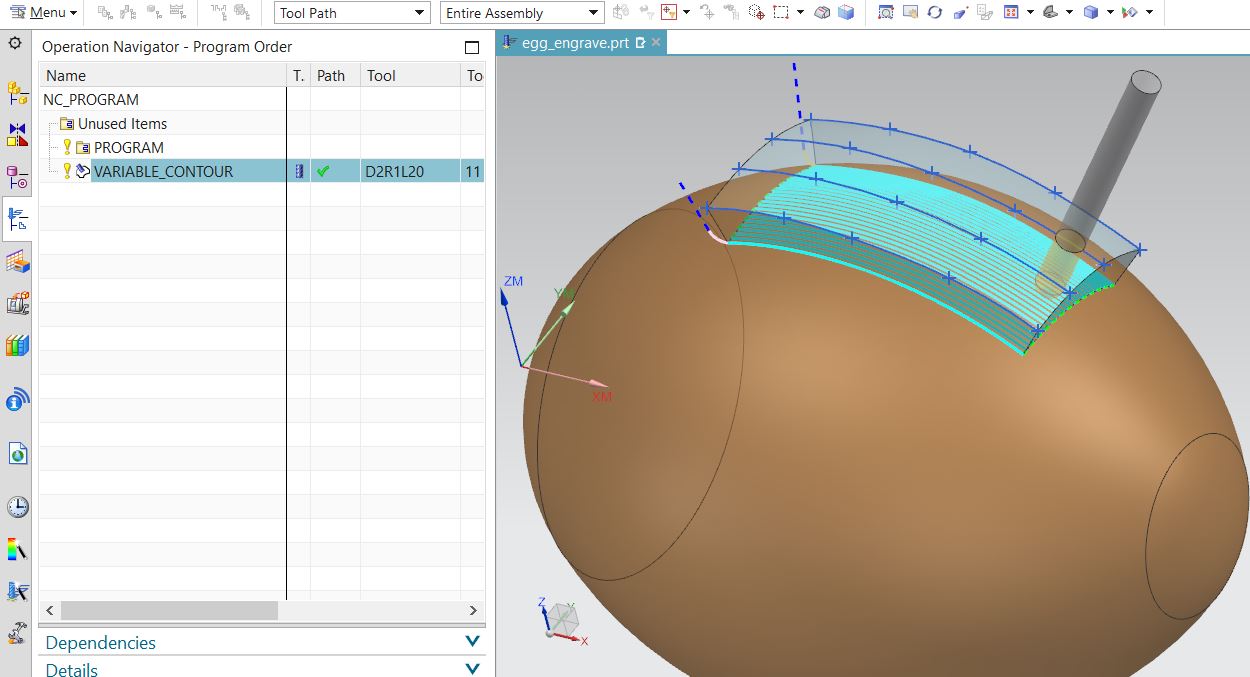 Menu
Tool Path
Entire Assembly
Operation Navigator - Program Order
egg_engrave.prt
Name T. Path Tool To
NC_PROGRAM
Unused Items
PROGRAM
VARIABLE_CONTOUR D2R1L20 11
ZM
YM
XM
Z
Y
X
Dependencies
Details